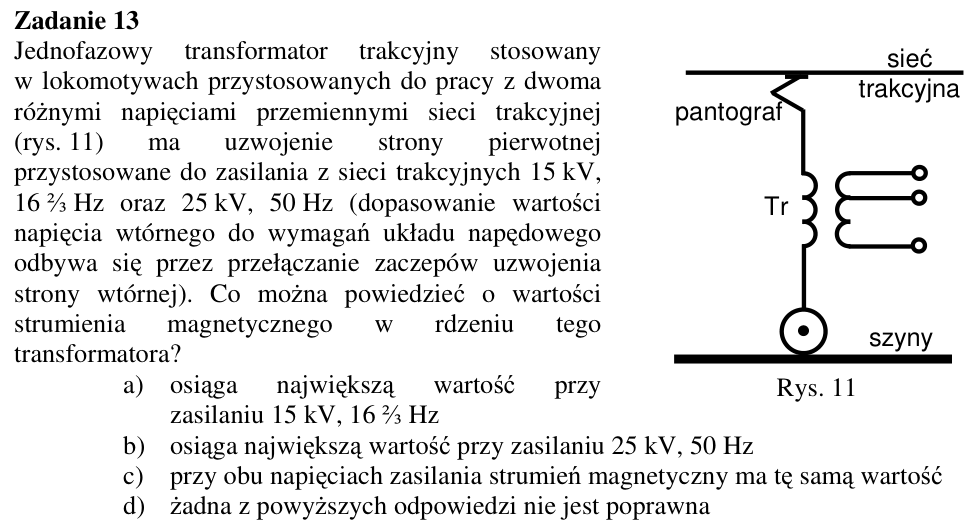 Zadanie 13
Jednofazowy transformator trakcyjny stosowany
w lokomotywach przystosowanych do pracy z dwoma
różnymi napięciami przemiennymi sieci trakcyjnej
(rys. 11) ma uzwojenie strony pierwotnej
przystosowane do zasilania z sieci trakcyjnych 15 kV,
16 ⅔ Hz oraz 25 kV, 50 Hz (dopasowanie wartości
napięcia wtórnego do wymagań układu napędowego
odbywa się przez przełączanie zaczepów uzwojenia
strony wtórnej). Co można powiedzieć o wartości
strumienia magnetycznego w rdzeniu tego
transformatora?
a) osiąga największą wartość przy
zasilaniu 15 kV, 16 ⅔ Hz
b) osiąga największą wartość przy zasilaniu 25 kV, 50 Hz
c) przy obu napięciach zasilania strumień magnetyczny ma tę samą wartość
d) żadna z powyższych odpowiedzi nie jest poprawna
sieć
trakcyjna
pantograf
Tr
szyny
Rys. 11